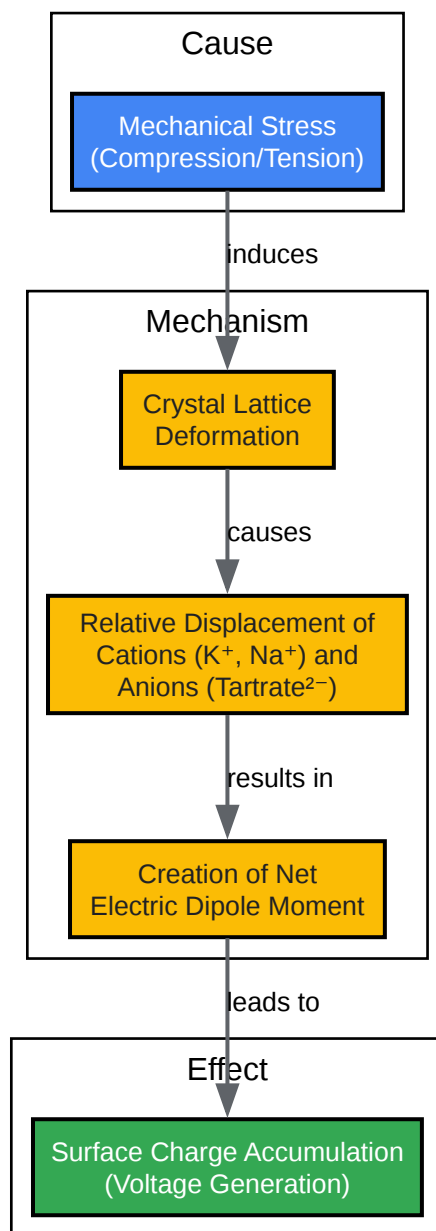 Cause
Mechanical Stress
(Compression/Tension)
induces
Mechanism
Crystal Lattice
Deformation
causes
Relative Displacement of
Cations (K⁺, Na⁺) and
Anions (Tartrate²⁻)
results in
Creation of Net
Electric Dipole Moment
leads to
Effect
Surface Charge Accumulation
(Voltage Generation)